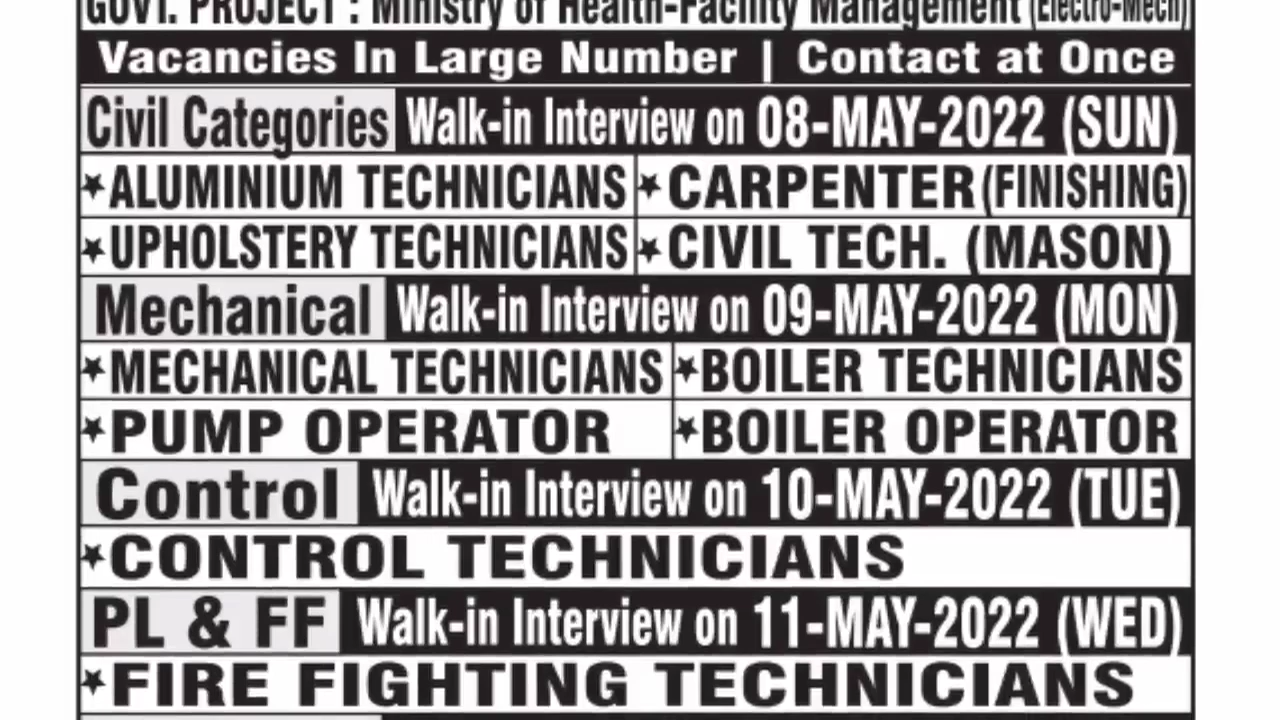 GOVT. PROJECT : Ministry of Health-Facility Management (Electro-Mech)
Vacancies In Large Number | Contact at Once
Civil Categories Walk-in Interview on 08-MAY-2022 (SUN)
★ALUMINIUM TECHNICIANS ★CARPENTER (FINISHING)
★UPHOLSTERY TECHNICIANS ★CIVIL TECH. (MASON)
Mechanical Walk-in Interview on 09-MAY-2022 (MON)
★MECHANICAL TECHNICIANS ★BOILER TECHNICIANS
★PUMP OPERATOR ★BOILER OPERATOR
Control Walk-in Interview on 10-MAY-2022 (TUE)
★CONTROL TECHNICIANS
PL & FF Walk-in Interview on 11-MAY-2022 (WED)
★FIRE FIGHTING TECHNICIANS